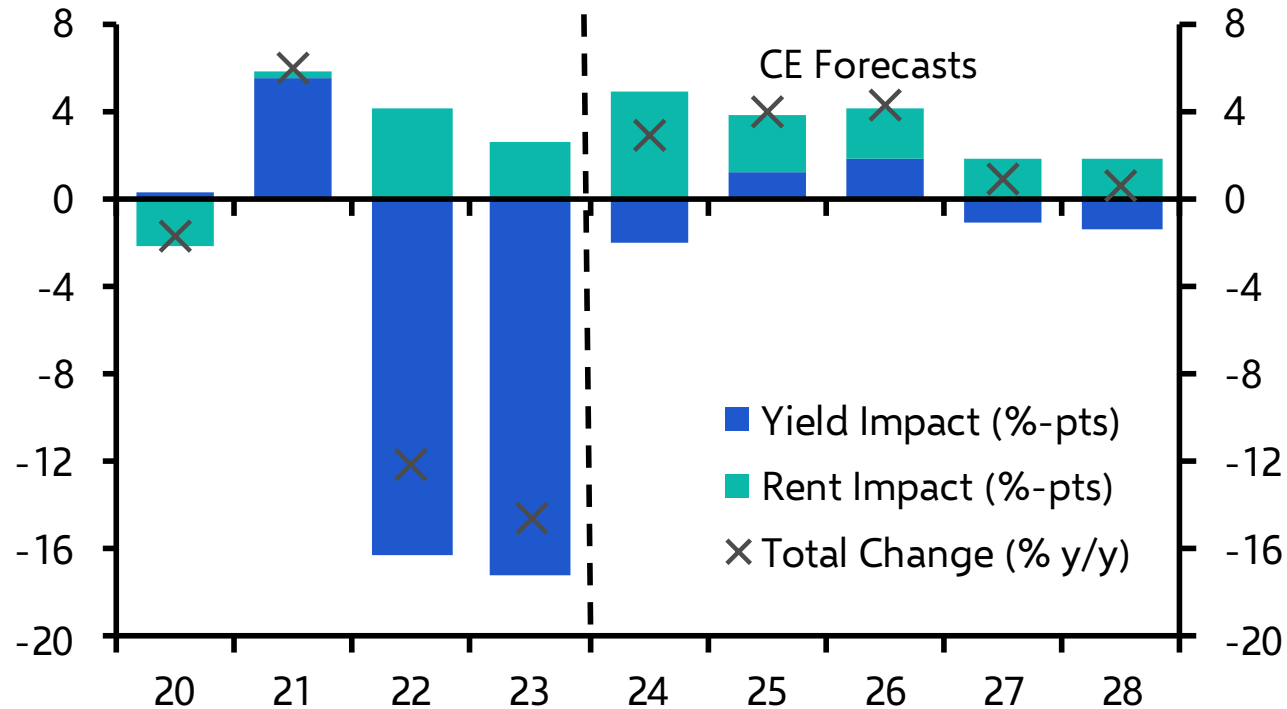 8 8
CE Forecasts
4 4
0 0
-4 -4
-8 -8
Yield Impact (%-pts)
-12 -12
Rent Impact (%-pts)
-16 -16
Total Change (% y/y)
-20 -20
20 21 22 23 24 25 26 27 28